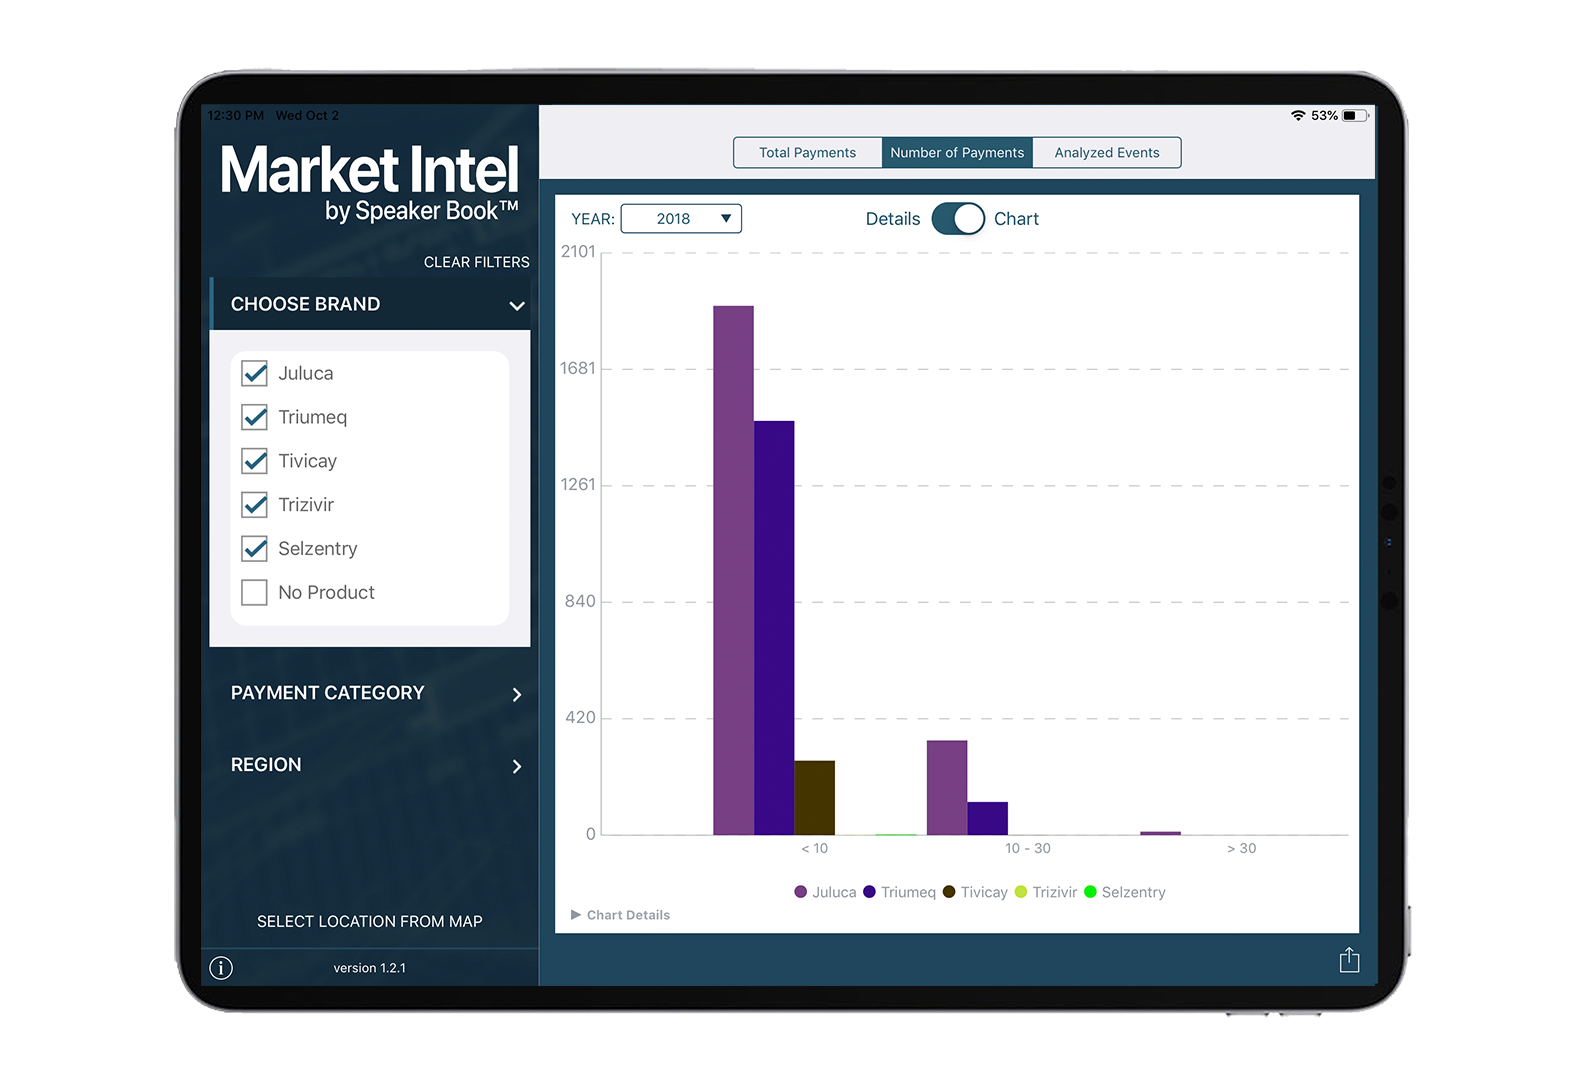 12:30 PM Wed Oct 2
53%
Market Intel
by Speaker Book™
CLEAR FILTERS
CHOOSE BRAND
Juluca
Triumeq
Tivicay
Trizivir
Selzentry
No Product
PAYMENT CATEGORY
REGION
SELECT LOCATION FROM MAP
version 1.2.1
Total Payments Number of Payments Analyzed Events
YEAR: 2018 Details Chart
2101
1681
1261
840
420
0
< 10 10 - 30 > 30
Juluca Triumeq Tivicay Trizivir Selzentry
Chart Details